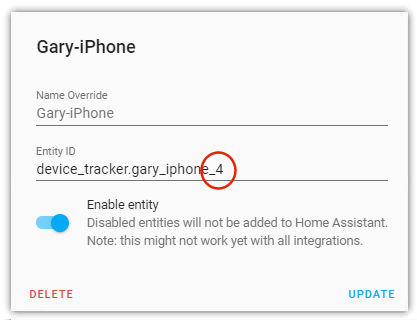 Gary-iPhone
Name Override
Gary-iPhone
Entity ID
device_tracker.gary_iphone_4
Enable entity
Disabled entities will not be added to Home Assistant.
Note: this might not work yet with all integrations.
DELETE UPDATE